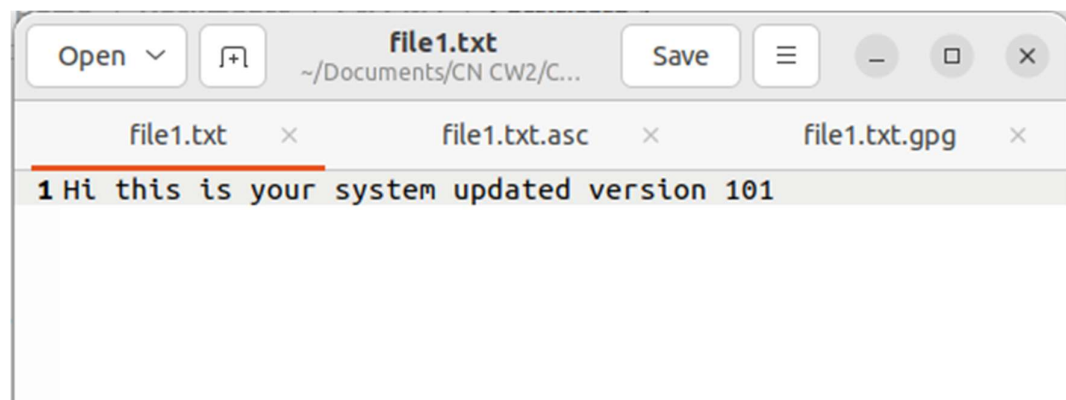 Open
file1.txt
~/Documents/CN CW2/C...
Save
file1.txt
file1.txt.asc
file1.txt.gpg
1 Hi this is your system updated version 101